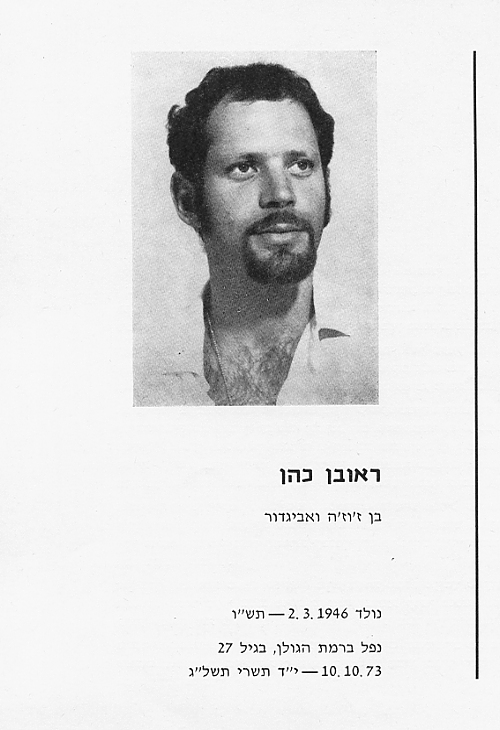 ראובן כהן
בן ז'וז'ה ואביגדור
נולד 2.3.1946 — תש"ו
נפל ברמת הגולן, בגיל 27
10.10.73 — י"ד תשרי תשל"ג